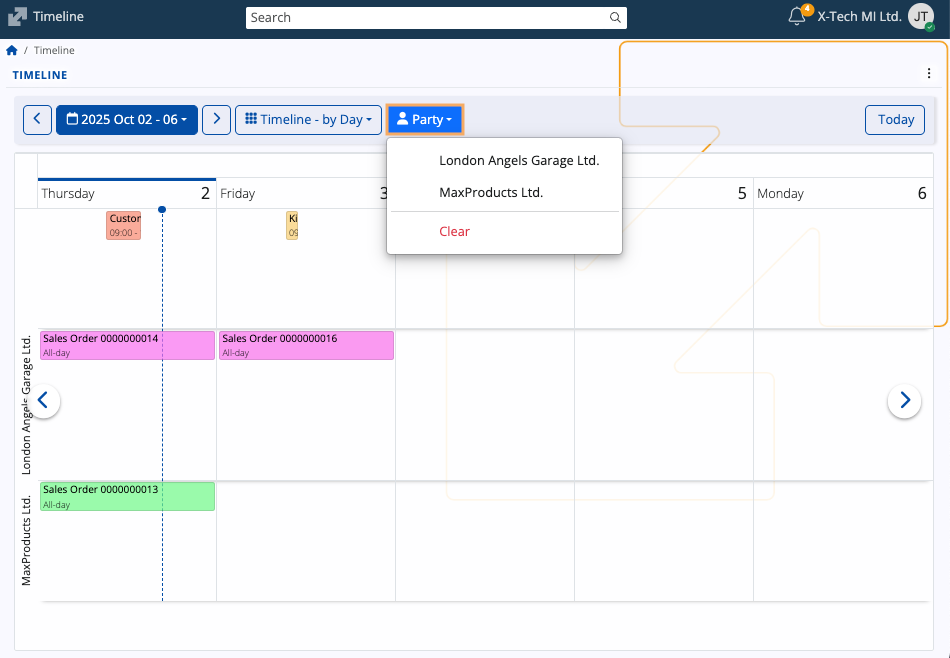 Timeline
Search
4
X-Tech MI Ltd.
JT
/ Timeline
TIMELINE
2025 Oct 02 - 06
Timeline - by Day
Party
Today
London Angels Garage Ltd.
MaxProducts Ltd.
Clear
Thursday 2
Friday 3
5
Monday 6
Custor
09:00 -
Ki
09
London Angels Garage Ltd.
Sales Order 0000000014
All-day
Sales Order 0000000016
All-day
MaxProducts Ltd.
Sales Order 0000000013
All-day